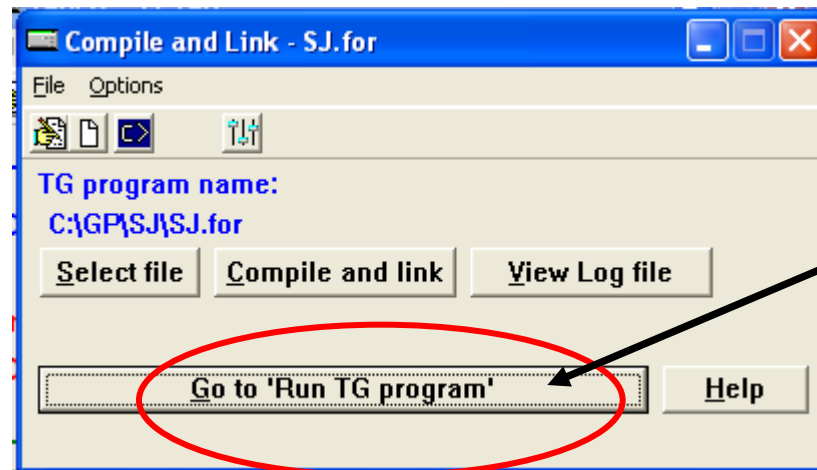 Compile and Link - SJ.for
File Options
C>
TG program name:
C:\GP\SJ\SJ.for
Select file Compile and link View Log file
Go to 'Run TG program' Help